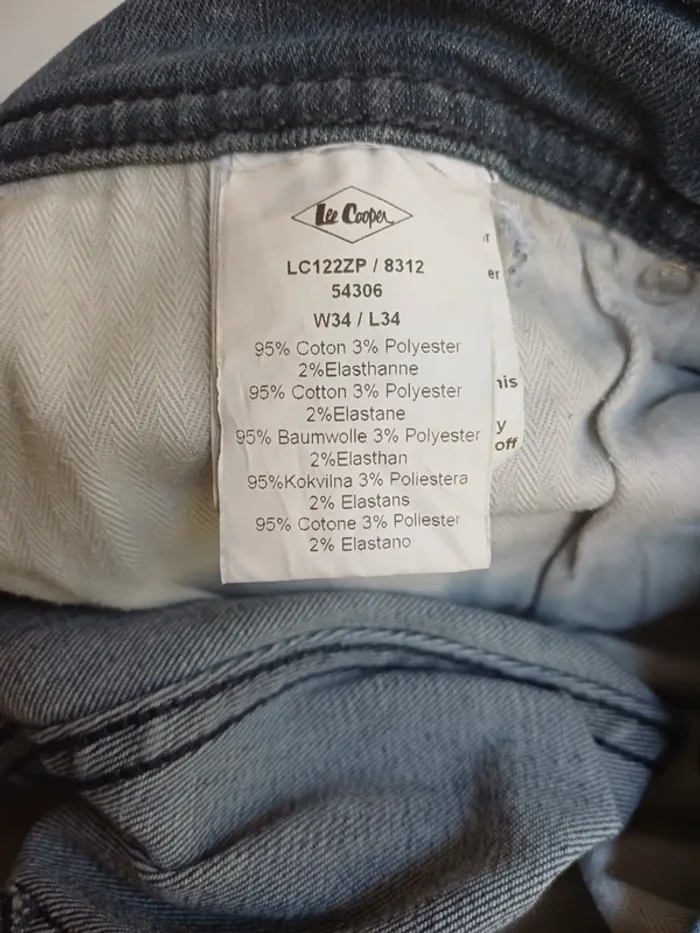 Lee Cooper
LC122ZP / 8312
54306
W34 / L34
95% Coton 3% Polyester
2%Elasthanne
95% Cotton 3% Polyester
2%Elastane
95% Baumwolle 3% Polyester
2%Elasthan
95%Kokvilna 3% Poliestera
2% Elastans
95% Cotone 3% Poliester
2% Elastano
off